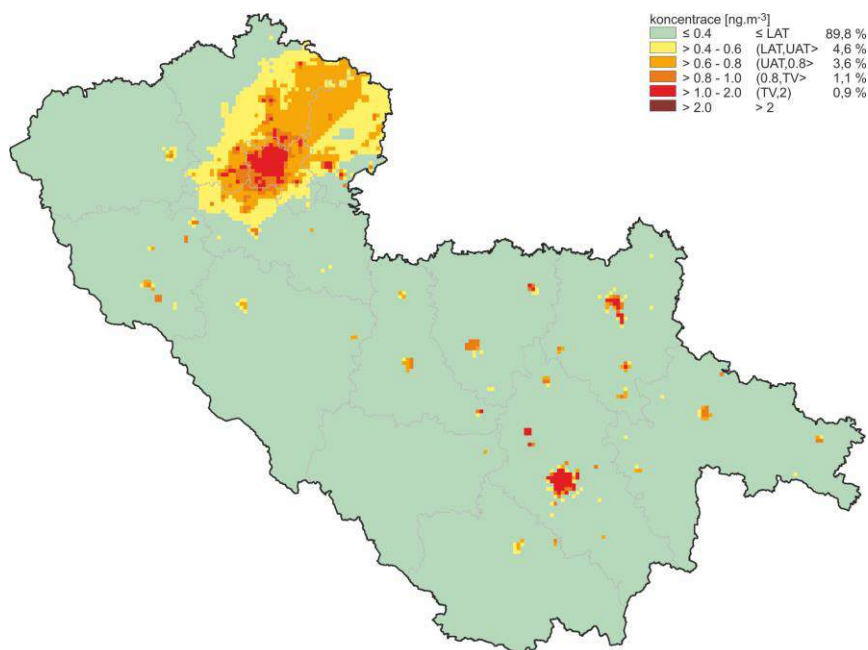 koncentrace [ng.m-3]
≤ 0.4 ≤ LAT 89,8 %
> 0.4 - 0.6 (LAT,UAT> 4,6 %
> 0.6 - 0.8 (UAT,0.8> 3,6 %
> 0.8 - 1.0 (0.8,TV> 1,1 %
> 1.0 - 2.0 (TV,2) 0,9 %
> 2.0 > 2